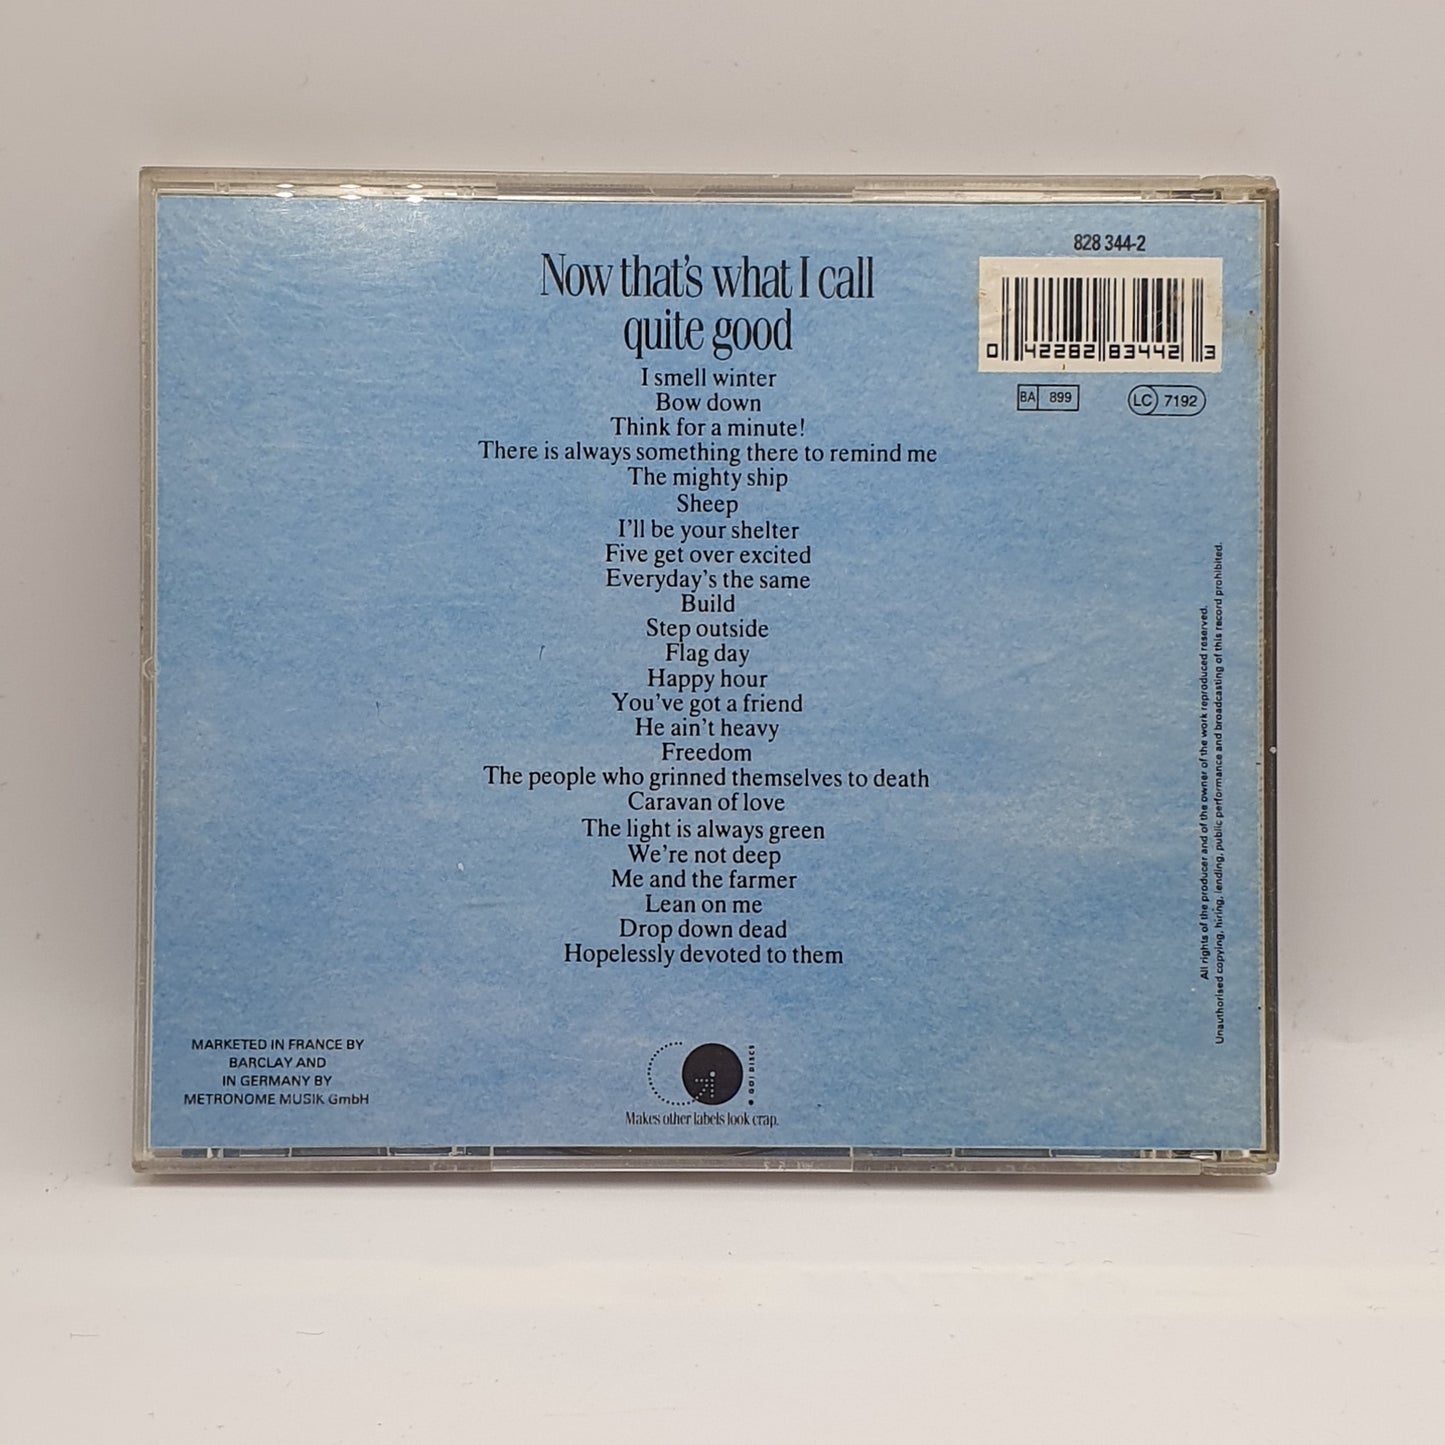 828 344-2
Now that's what I call
quite good
0 42282 83442 3
BA 899
LC 7192
I smell winter
Bow down
Think for a minute!
There is always something there to remind me
The mighty ship
Sheep
I'll be your shelter
Five get over excited
Everyday's the same
Build
Step outside
Flag day
Happy hour
You've got a friend
He ain't heavy
Freedom
The people who grinned themselves to death
Caravan of love
The light is always green
We're not deep
Me and the farmer
Lean on me
Drop down dead
Hopelessly devoted to them
All rights of the producer and of the owner of the work reproduced reserved.
Unauthorised copying, hiring, lending, public performance and broadcasting of this record prohibited.
MARKETED IN FRANCE BY
BARCLAY AND
IN GERMANY BY
METRONOME MUSIK GmbH
GO! DISCS
Makes other labels look crap.